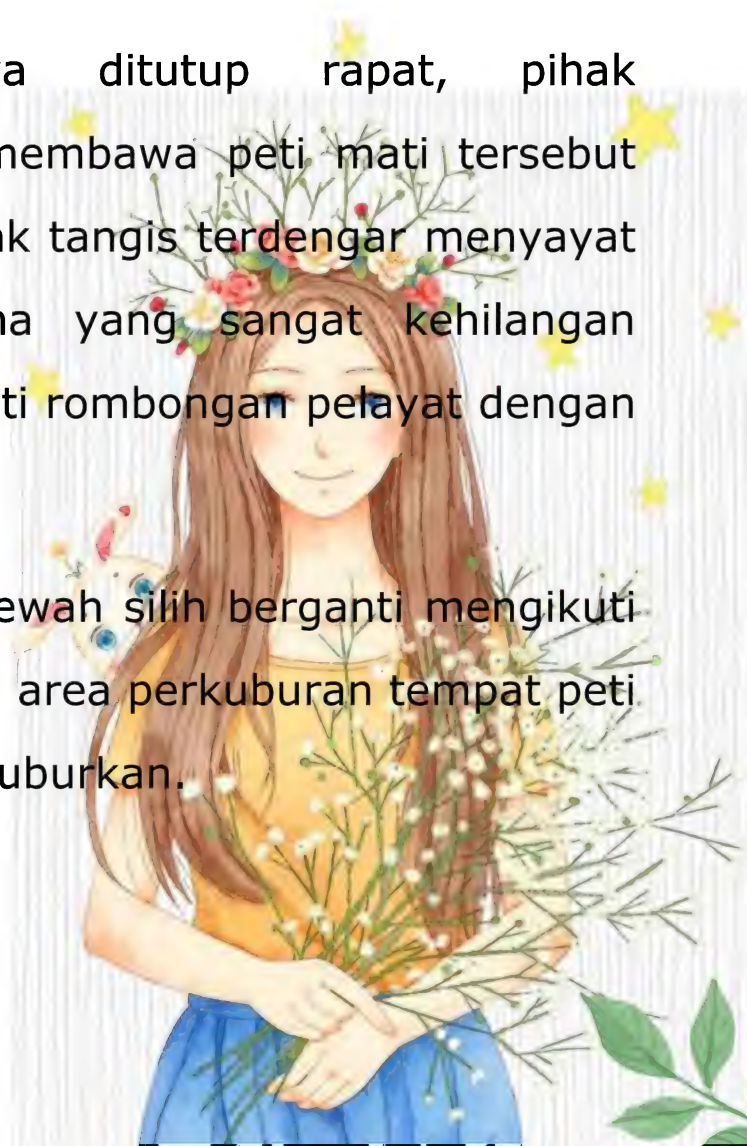 ditutup rapat, pihak
membawa peti mati tersebut
tangis terdengar menyayat
yang sangat kehilangan
rombongan pelayat dengan
silih berganti mengikuti
area perkuburan tempat peti